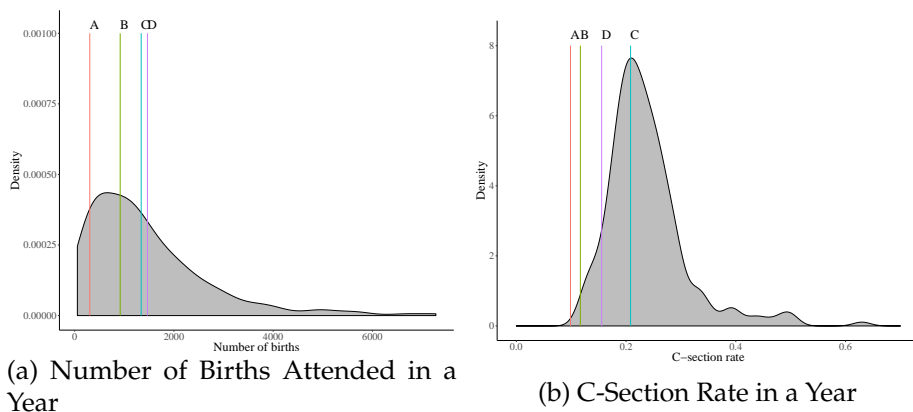 A B C D
0.00100
0.00075
0.00050
0.00025
0.00000
Density
0 2000 4000 6000
Number of births
(a) Number of Births Attended in a
Year
A B D C
8
6
4
2
0
Density
0.0 0.2 0.4 0.6
C−section rate
(b) C-Section Rate in a Year